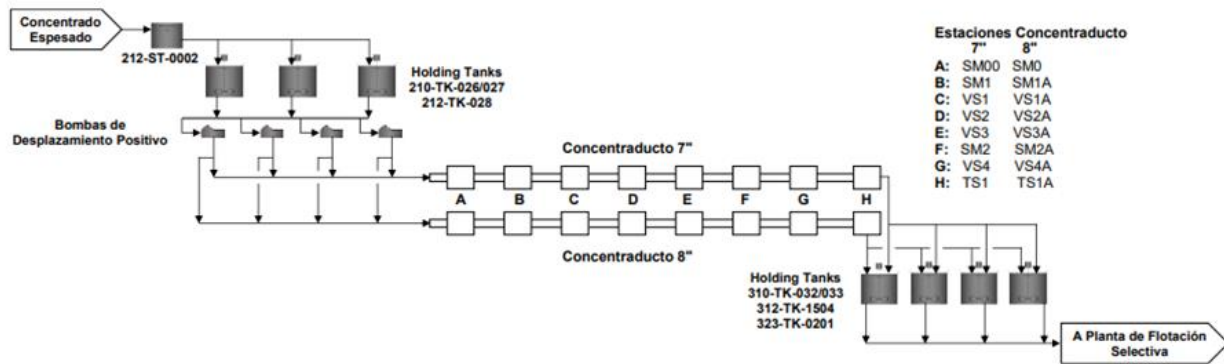 Concentrado
Espesado
212-ST-0002
Holding Tanks
210-TK-026/027
212-TK-028
Bombas de
Desplazamiento Positivo
Concentraducto 7"
A B C D E F G H
Concentraducto 8"
Estaciones Concentraducto
7" 8"
A: SM00 SM0
B: SM1 SM1A
C: VS1 VS1A
D: VS2 VS2A
E: VS3 VS3A
F: SM2 SM2A
G: VS4 VS4A
H: TS1 TS1A
Holding Tanks
310-TK-032/033
312-TK-1504
323-TK-0201
A Planta de Flotación
Selectiva